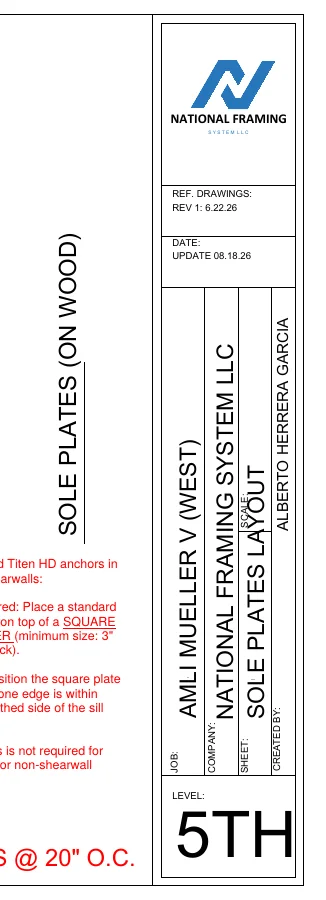 SOLE PLATES (ON WOOD)
d Titen HD anchors in
arwalls:
red: Place a standard
on top of a SQUARE
ER (minimum size: 3"
ck).
sition the square plate
one edge is within
thed side of the sill
s is not required for
or non-shearwall
S @ 20" O.C.
NATIONAL FRAMING
SYSTEM LLC
REF. DRAWINGS:
REV 1: 6.22.26
DATE:
UPDATE 08.18.26
JOB:
AMLI MUELLER V (WEST)
COMPANY:
NATIONAL FRAMING SYSTEM LLC
SHEET:
SOLE PLATES LAYOUT
SCALE:
CREATED BY:
ALBERTO HERRERA GARCIA
LEVEL:
5TH